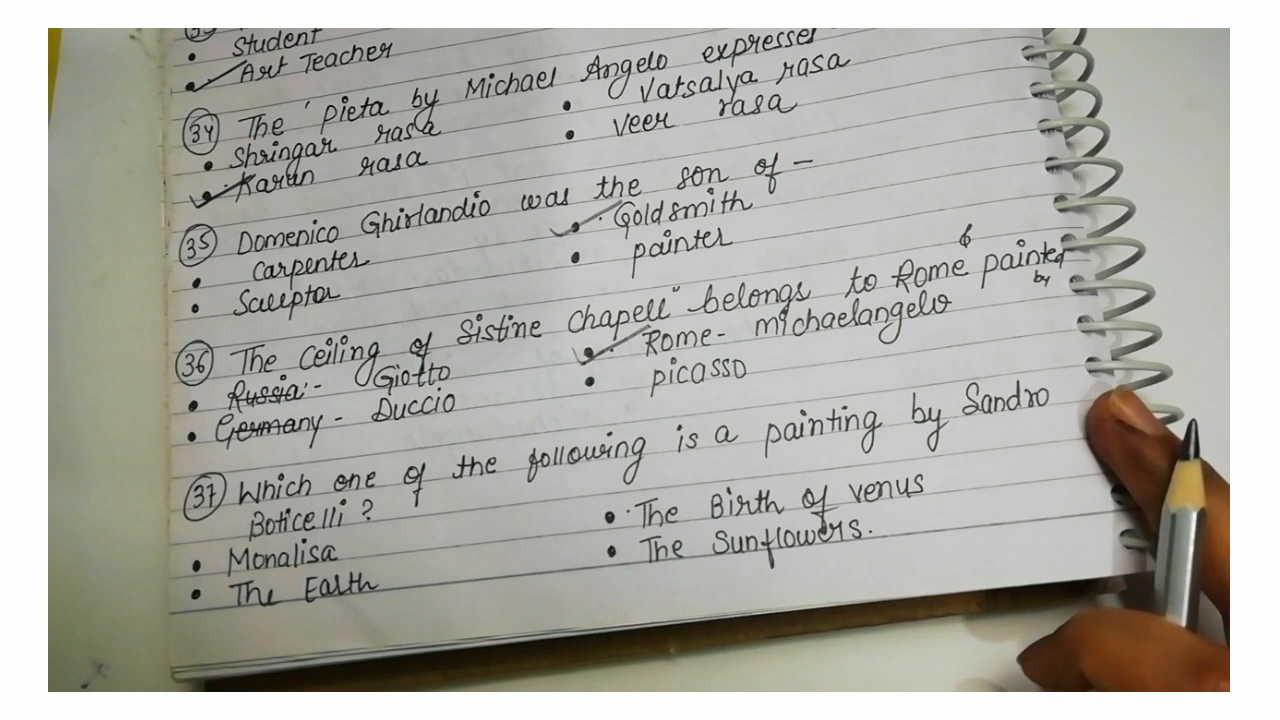 Student
Art Teacher
34 The 'pieta by Michael Angelo expresses
Shringar rasa
Vatsalya rasa
Karun rasa
Veer rasa
35 Domenico Ghirlandio was the son of —
Carpenter
Goldsmith
Sculptor
painter
36 The Ceiling of Sistine Chapell" belongs to Rome & painted by
Russia:- Giotto
Rome- michaelangelo
Germany - Duccio
picasso
37 Which one of the following is a painting by Sandro
Boticelli ?
Monalisa
The Birth of venus
The Earth
The Sunflowers.